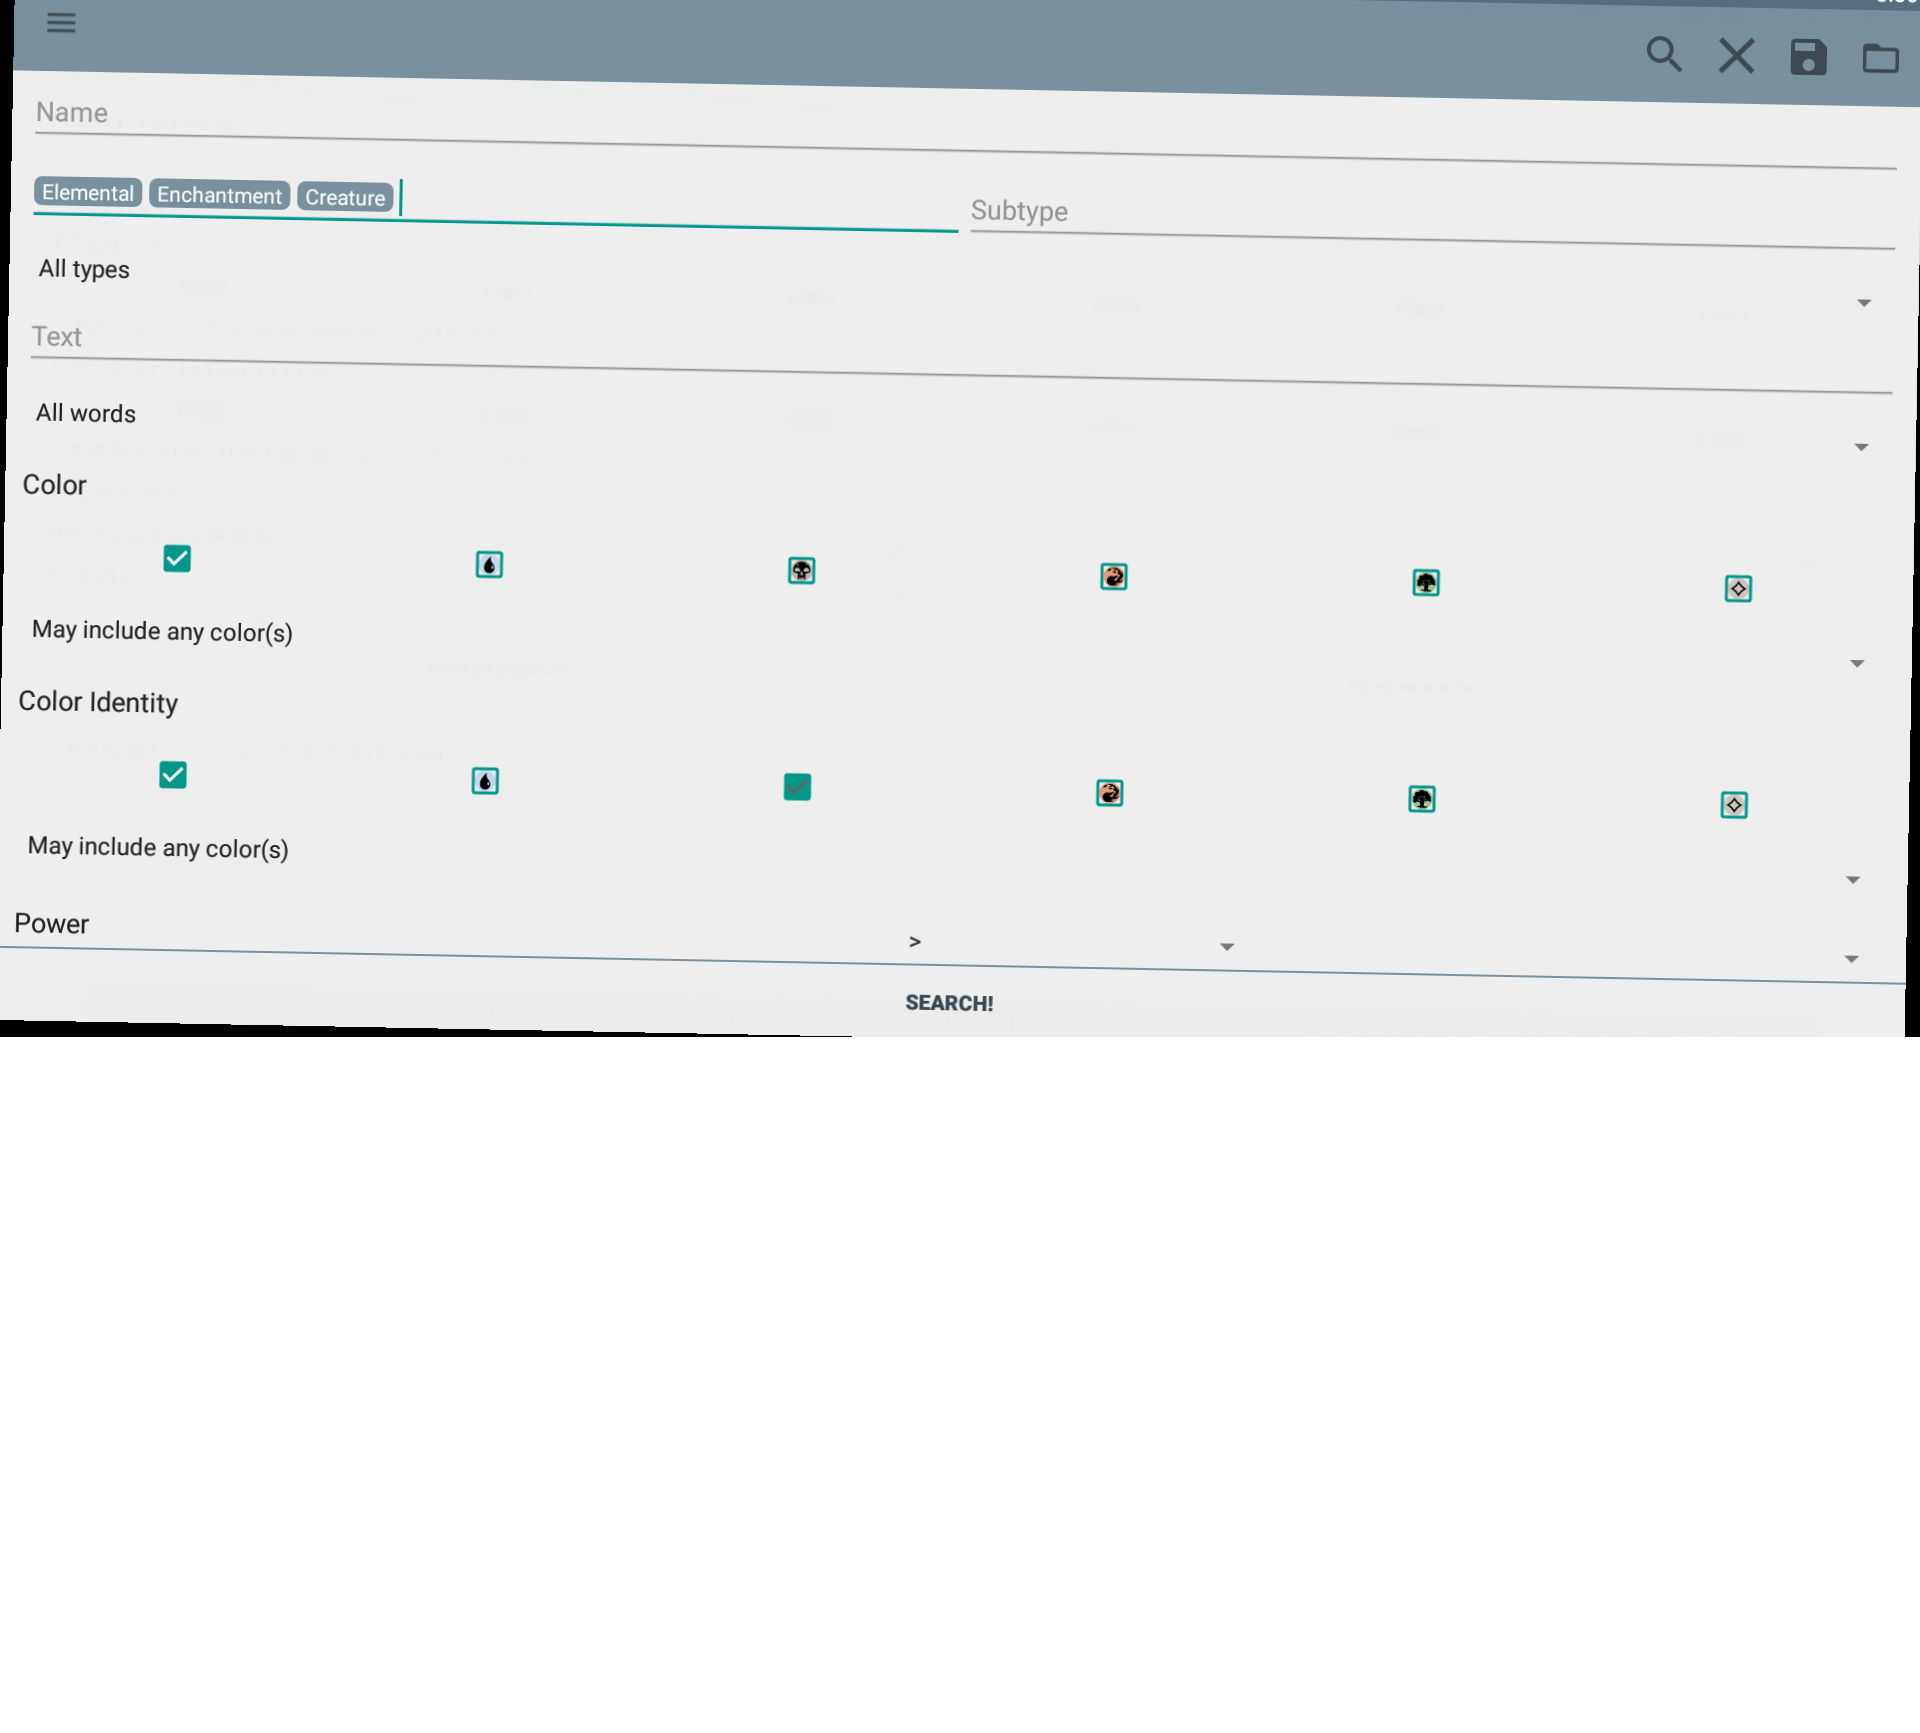 Name
Elemental Enchantment Creature
Subtype
All types
Text
All words
Color
May include any color(s)
Color Identity
May include any color(s)
Power >
SEARCH!